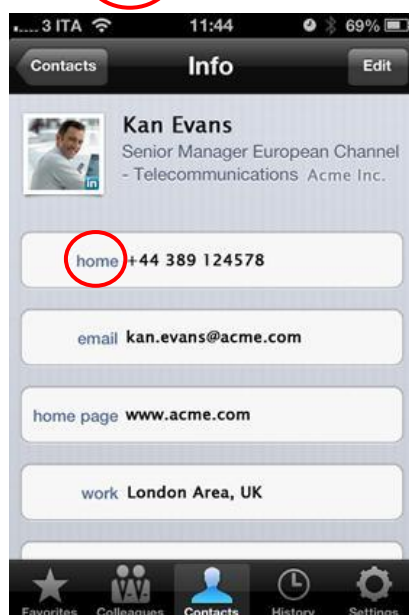 3 ITA 11:44 69%
Contacts Info Edit
Kan Evans
Senior Manager European Channel
- Telecommunications Acme Inc.
in
home +44 389 124578
email kan.evans@acme.com
home page www.acme.com
work London Area, UK
Favorites Colleagues Contacts History Settings